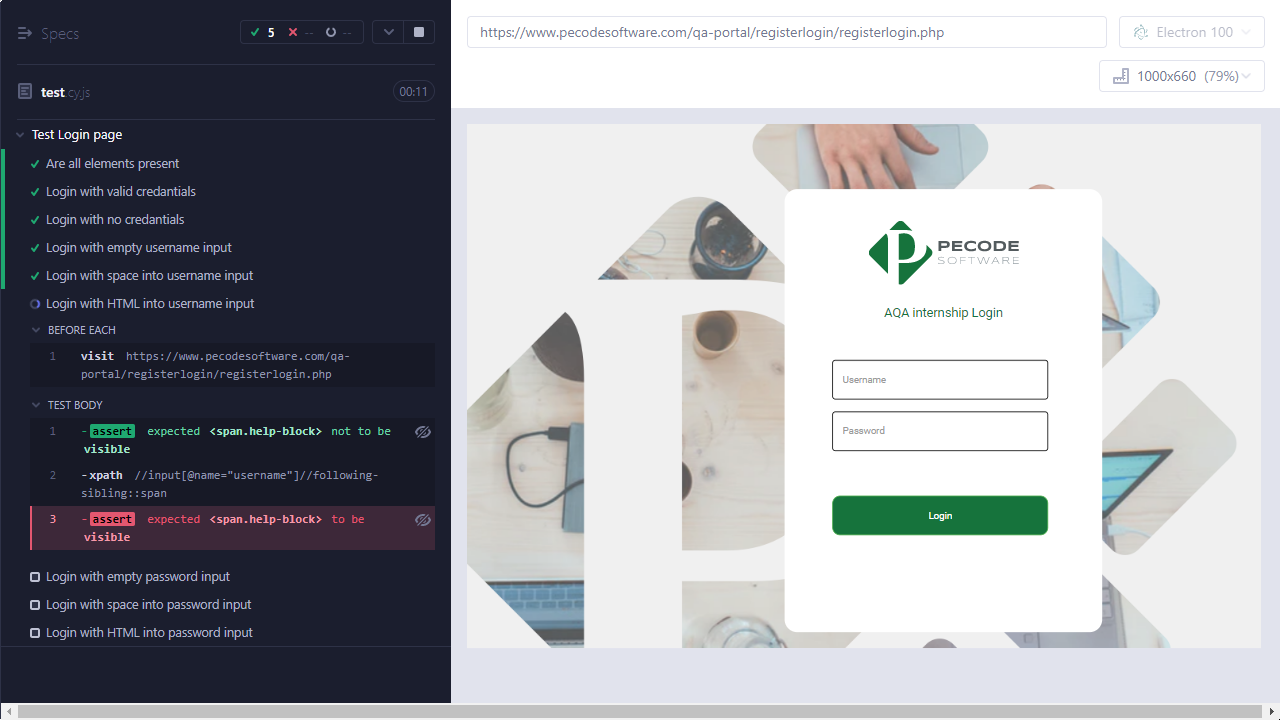 Specs
5
--
--
test.cy.js
00:11
Test Login page
Are all elements present
Login with valid credantials
Login with no credantials
Login with empty username input
Login with space into username input
Login with HTML into username input
BEFORE EACH
1 visit https://www.pecodesoftware.com/qa-
portal/registerlogin/registerlogin.php
TEST BODY
1 -assert expected <span.help-block> not to be
visible
2 -xpath //input[@name="username"]//following-
sibling::span
3 -assert expected <span.help-block> to be
visible
Login with empty password input
Login with space into password input
Login with HTML into password input
https://www.pecodesoftware.com/qa-portal/registerlogin/registerlogin.php
Electron 100
1000x660 (79%)
PECODE
SOFTWARE
AQA internship Login
Username
Password
Login